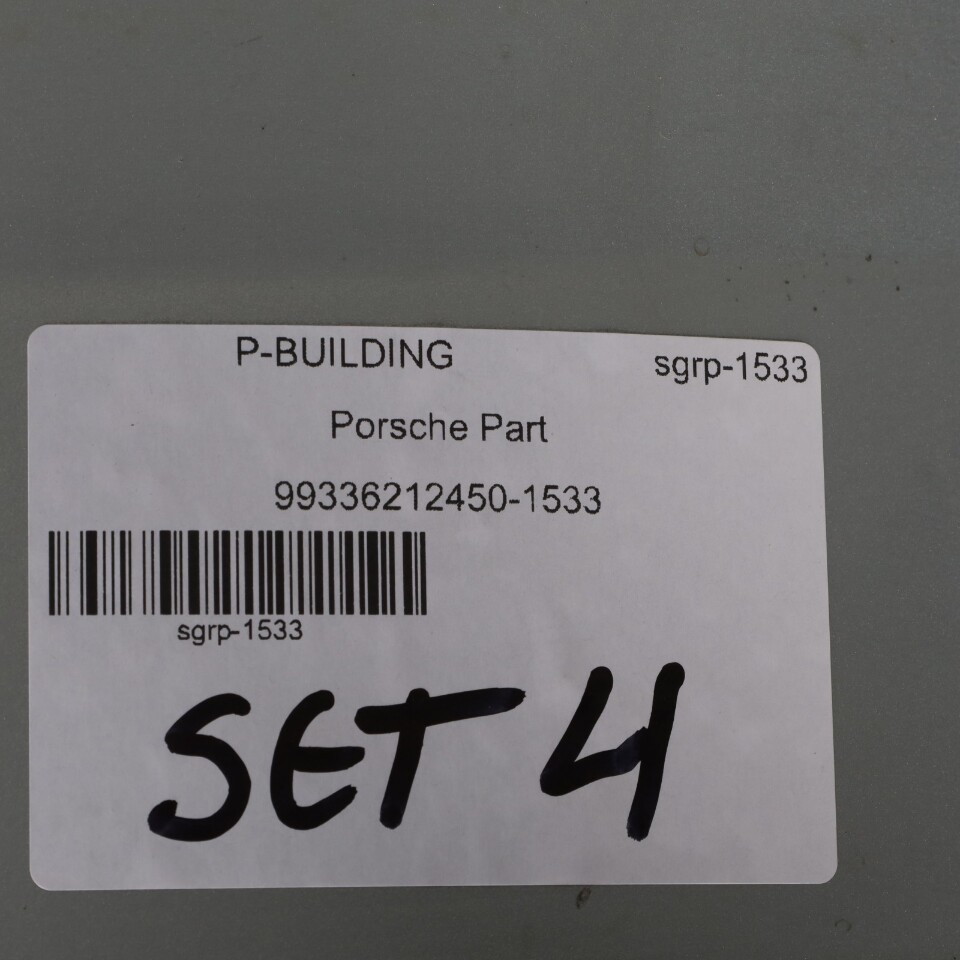 P-BUILDING sgrp-1533
Porsche Part
99336212450-1533
sgrp-1533
SET 4